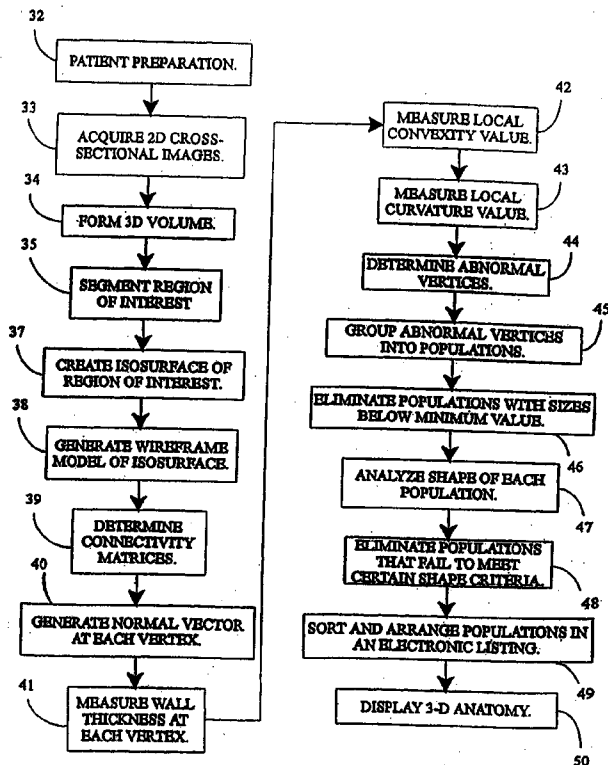 32
PATIENT PREPARATION.
33
ACQUIRE 2D CROSS-
SECTIONAL IMAGES.
34
FORM 3D VOLUME.
35
SEGMENT REGION
OF INTEREST
37
CREATE ISOSURFACE OF
REGION OF INTEREST.
38
GENERATE WIREFRAME
MODEL OF ISOSURFACE.
39
DETERMINE
CONNECTIVITY
MATRICES.
40
GENERATE NORMAL VECTOR
AT EACH VERTEX.
41
MEASURE WALL
THICKNESS AT
EACH VERTEX.
42
MEASURE LOCAL
CONVEXITY VALUE.
43
MEASURE LOCAL
CURVATURE VALUE.
44
DETERMINE ABNORMAL
VERTICES.
45
GROUP ABNORMAL VERTICES
INTO POPULATIONS.
ELIMINATE POPULATIONS WITH SIZES
BELOW MINIMUM VALUE.
46
ANALYZE SHAPE OF EACH
POPULATION.
47
ELIMINATE POPULATIONS
THAT FAIL TO MEET
CERTAIN SHAPE CRITERIA.
48
SORT AND ARRANGE POPULATIONS IN
AN ELECTRONIC LISTING.
49
DISPLAY 3-D ANATOMY.
50